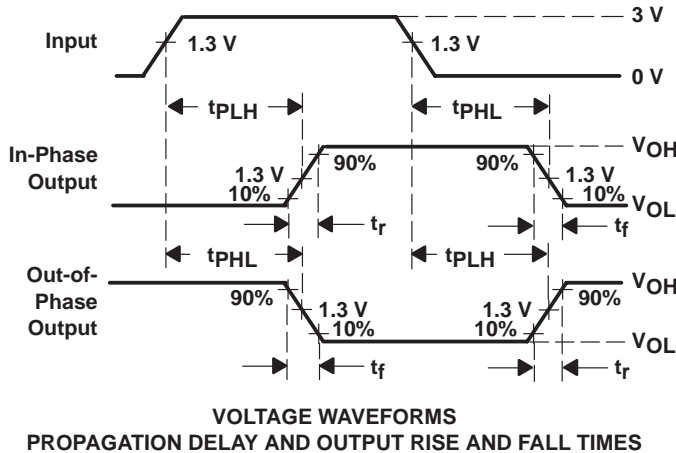 3 V
Input
1.3 V
1.3 V
0 V
tPLH
tPHL
In-Phase
Output
VOH
90%
90%
1.3 V
1.3 V
10%
10%
VOL
tr
tf
tPHL
tPLH
Out-of-
Phase
Output
VOH
90%
90%
1.3 V
1.3 V
10%
10%
VOL
tf
tr
VOLTAGE WAVEFORMS
PROPAGATION DELAY AND OUTPUT RISE AND FALL TIMES